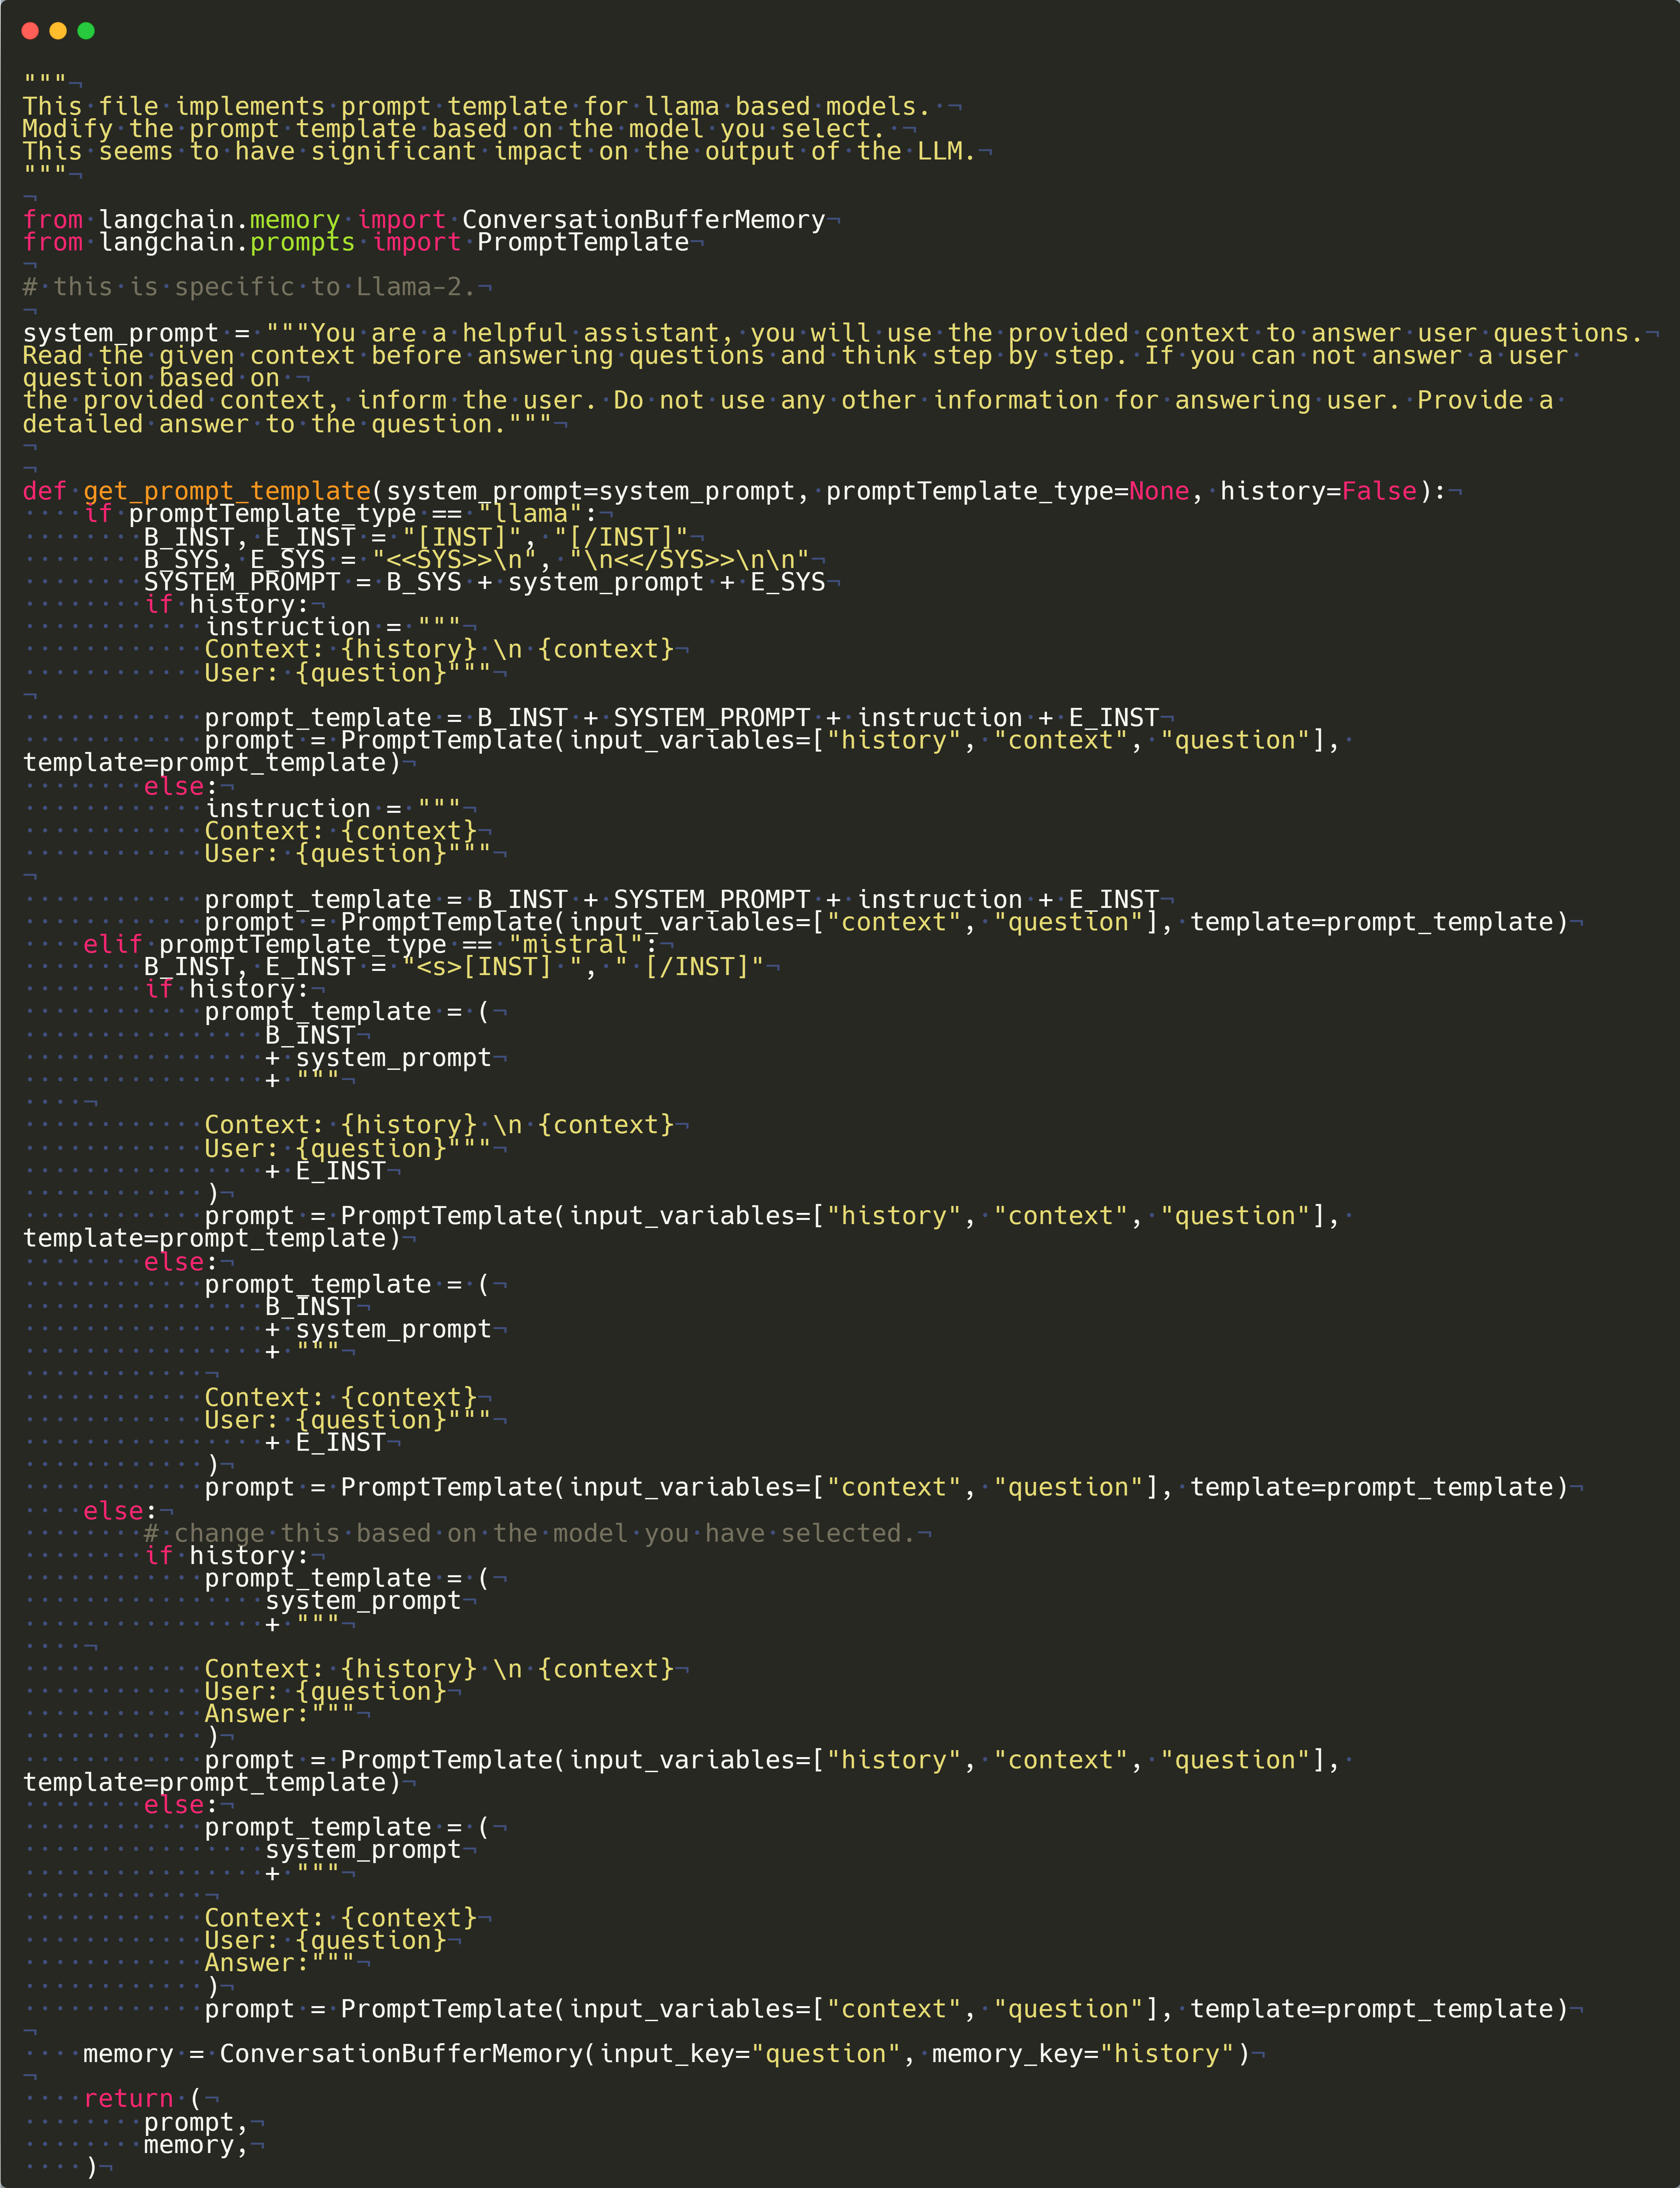 """
This file implements prompt template for llama based models. 
Modify the prompt template based on the model you select. 
This seems to have significant impact on the output of the LLM.
"""

from langchain.memory import ConversationBufferMemory
from langchain.prompts import PromptTemplate

# this is specific to Llama-2.

system_prompt = """You are a helpful assistant, you will use the provided context to answer user questions.
Read the given context before answering questions and think step by step. If you can not answer a user 
question based on 
the provided context, inform the user. Do not use any other information for answering user. Provide a 
detailed answer to the question."""


def get_prompt_template(system_prompt=system_prompt, promptTemplate_type=None, history=False):
    if promptTemplate_type == "llama":
        B_INST, E_INST = "[INST]", "[/INST]"
        B_SYS, E_SYS = "<<SYS>>\n", "\n<</SYS>>\n\n"
        SYSTEM_PROMPT = B_SYS + system_prompt + E_SYS
        if history:
            instruction = """
            Context: {history} \n {context}
            User: {question}"""

            prompt_template = B_INST + SYSTEM_PROMPT + instruction + E_INST
            prompt = PromptTemplate(input_variables=["history", "context", "question"], 
template=prompt_template)
        else:
            instruction = """
            Context: {context}
            User: {question}"""

            prompt_template = B_INST + SYSTEM_PROMPT + instruction + E_INST
            prompt = PromptTemplate(input_variables=["context", "question"], template=prompt_template)
    elif promptTemplate_type == "mistral":
        B_INST, E_INST = "<s>[INST] ", " [/INST]"
        if history:
            prompt_template = (
                B_INST
                + system_prompt
                + """
    
            Context: {history} \n {context}
            User: {question}"""
                + E_INST
            )
            prompt = PromptTemplate(input_variables=["history", "context", "question"], 
template=prompt_template)
        else:
            prompt_template = (
                B_INST
                + system_prompt
                + """
            
            Context: {context}
            User: {question}"""
                + E_INST
            )
            prompt = PromptTemplate(input_variables=["context", "question"], template=prompt_template)
    else:
        # change this based on the model you have selected.
        if history:
            prompt_template = (
                system_prompt
                + """
    
            Context: {history} \n {context}
            User: {question}
            Answer:"""
            )
            prompt = PromptTemplate(input_variables=["history", "context", "question"], 
template=prompt_template)
        else:
            prompt_template = (
                system_prompt
                + """
            
            Context: {context}
            User: {question}
            Answer:"""
            )
            prompt = PromptTemplate(input_variables=["context", "question"], template=prompt_template)

    memory = ConversationBufferMemory(input_key="question", memory_key="history")

    return (
        prompt,
        memory,
    )